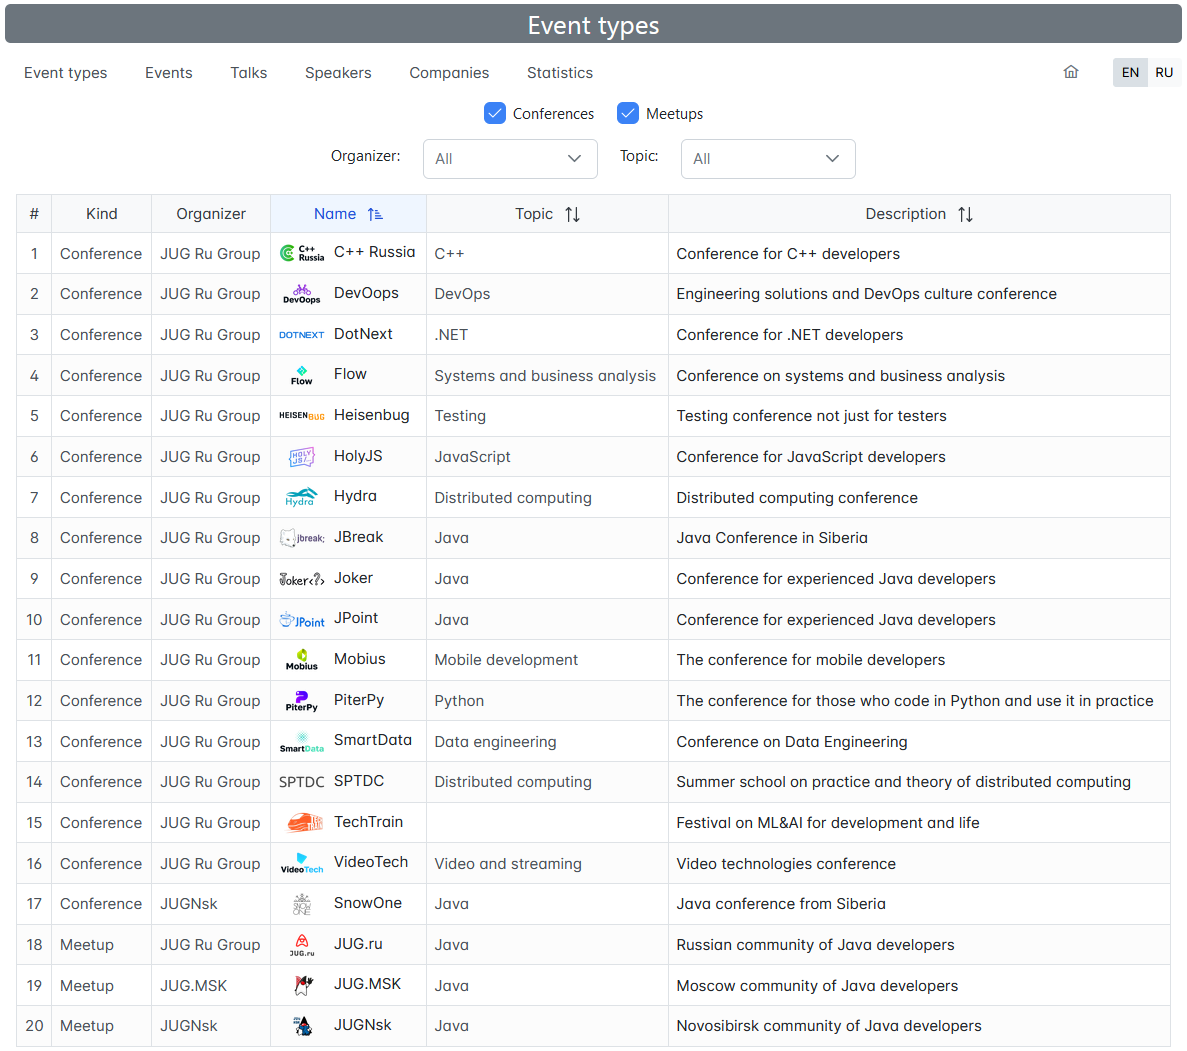 Event types
Event types Events Talks Speakers Companies Statistics EN RU
Conferences Meetups
Organizer: All Topic: All
# Kind Organizer Name Topic Description
1 Conference JUG Ru Group C++ Russia C++ Russia C++ Conference for C++ developers
2 Conference JUG Ru Group DevOops DevOops DevOps Engineering solutions and DevOps culture conference
3 Conference JUG Ru Group DOTNEXT DotNext .NET Conference for .NET developers
4 Conference JUG Ru Group Flow Flow Systems and business analysis Conference on systems and business analysis
5 Conference JUG Ru Group HEISENBUG Heisenbug Testing Testing conference not just for testers
6 Conference JUG Ru Group HOLY JS/ HolyJS JavaScript Conference for JavaScript developers
7 Conference JUG Ru Group Hydra Hydra Distributed computing Distributed computing conference
8 Conference JUG Ru Group jbreak; JBreak Java Java Conference in Siberia
9 Conference JUG Ru Group Joker<?> Joker Java Conference for experienced Java developers
10 Conference JUG Ru Group JPoint JPoint Java Conference for experienced Java developers
11 Conference JUG Ru Group Mobius Mobius Mobile development The conference for mobile developers
12 Conference JUG Ru Group PiterPy PiterPy Python The conference for those who code in Python and use it in practice
13 Conference JUG Ru Group SmartData SmartData Data engineering Conference on Data Engineering
14 Conference JUG Ru Group SPTDC SPTDC Distributed computing Summer school on practice and theory of distributed computing
15 Conference JUG Ru Group TechTrain Festival on ML&AI for development and life
16 Conference JUG Ru Group VideoTech VideoTech Video and streaming Video technologies conference
17 Conference JUGNsk SNOW ONE SnowOne Java Java conference from Siberia
18 Meetup JUG Ru Group JUG.ru JUG.ru Java Russian community of Java developers
19 Meetup JUG.MSK JUG.MSK Java Moscow community of Java developers
20 Meetup JUGNsk JUGNsk Java Novosibirsk community of Java developers